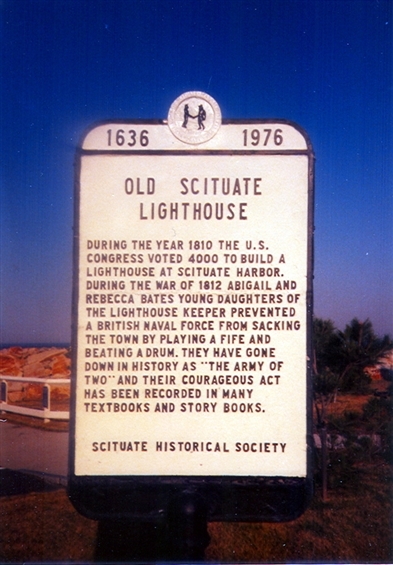 1636 1976
OLD SCITUATE
LIGHTHOUSE
DURING THE YEAR 1810 THE U.S.
CONGRESS VOTED 4000 TO BUILD A
LIGHTHOUSE AT SCITUATE HARBOR.
DURING THE WAR OF 1812 ABIGAIL AND
REBECCA BATES YOUNG DAUGHTERS OF
THE LIGHTHOUSE KEEPER PREVENTED
A BRITISH NAVAL FORCE FROM SACKING
THE TOWN BY PLAYING A FIFE AND
BEATING A DRUM. THEY HAVE GONE
DOWN IN HISTORY AS "THE ARMY OF
TWO" AND THEIR COURAGEOUS ACT
HAS BEEN RECORDED IN MANY
TEXTBOOKS AND STORY BOOKS.
SCITUATE HISTORICAL SOCIETY